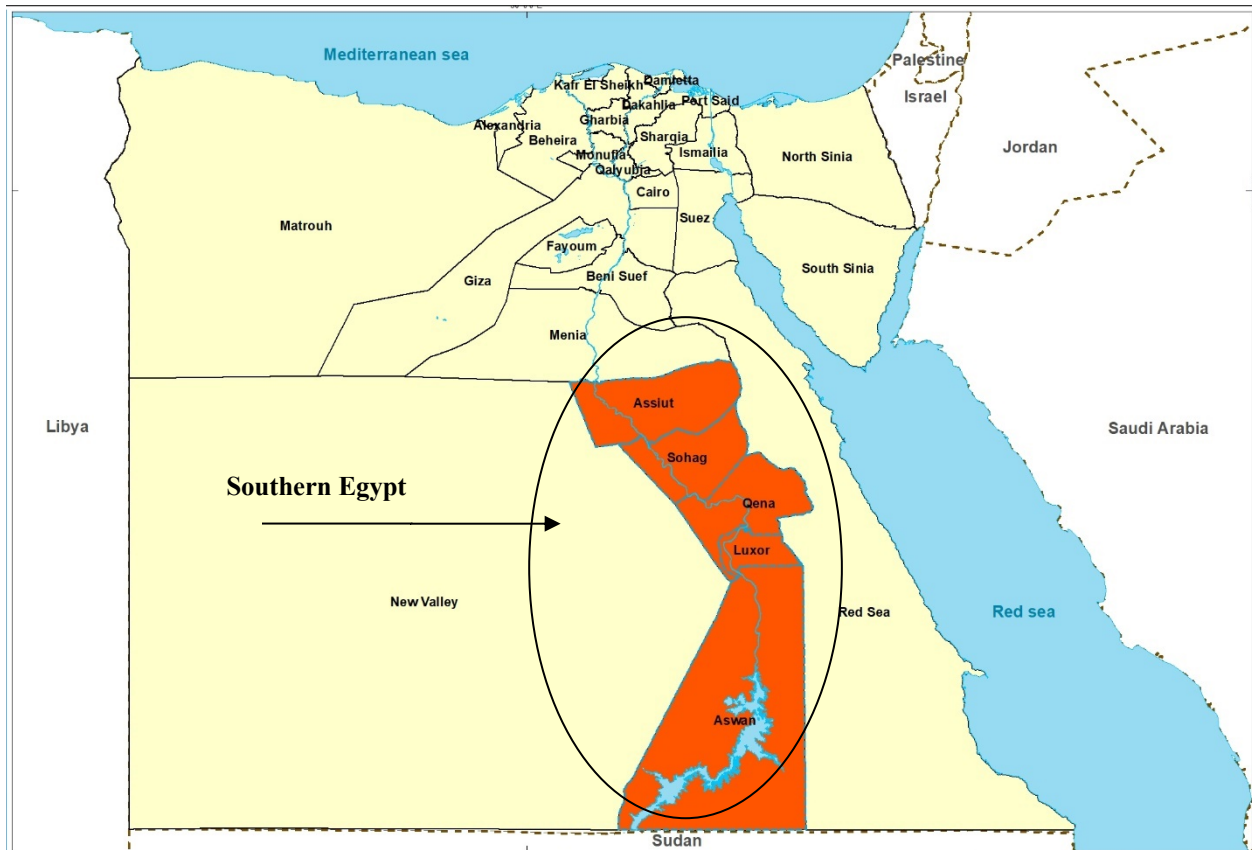 Mediterranean sea
Palestine
Israel
Jordan
Kafr El Sheikh
Damietta
Dakahlia
Port Said
Gharbia
Alexandria
Beheira
Sharqia
Monufia
Ismailia
North Sinia
Qalyubia
Cairo
Matrouh
Suez
Fayoum
South Sinia
Giza
Beni Suef
Menia
Assiut
Libya
Saudi Arabia
Sohag
Southern Egypt
Qena
Luxor
New Valley
Red Sea
Red sea
Aswan
Sudan